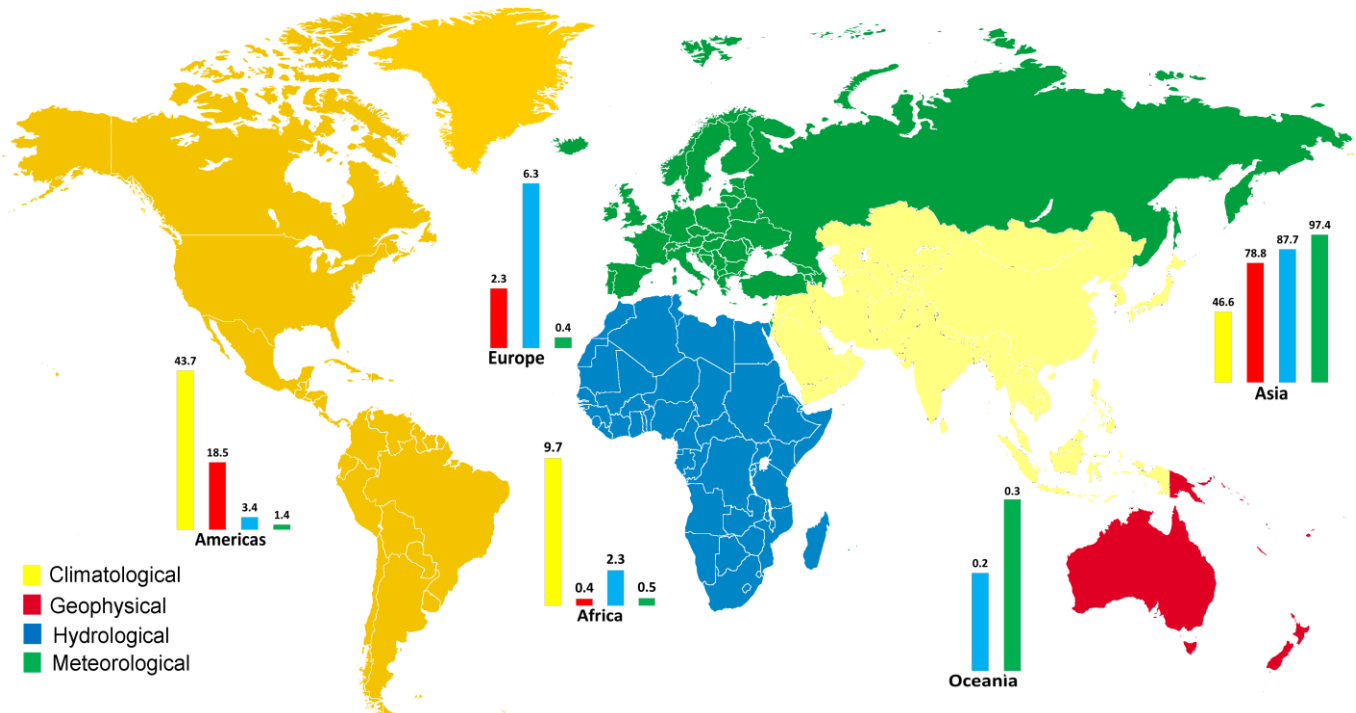 6.3
2.3
0.4
Europe
97.4
87.7
78.8
46.6
Asia
43.7
18.5
3.4
1.4
Americas
9.7
0.4
2.3
0.5
Africa
0.3
0.2
Oceania
Climatological
Geophysical
Hydrological
Meteorological